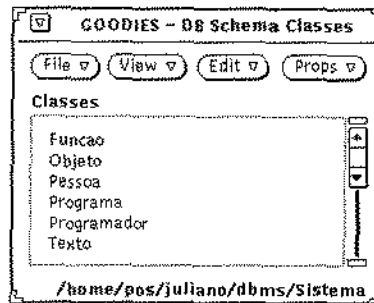 GOODIES - DB Schema Classes
File View Edit Props
Classes
Funcao
Objeto
Pessoa
Programa
Programador
Texto
/home/pos/juliano/dbms/Sistema